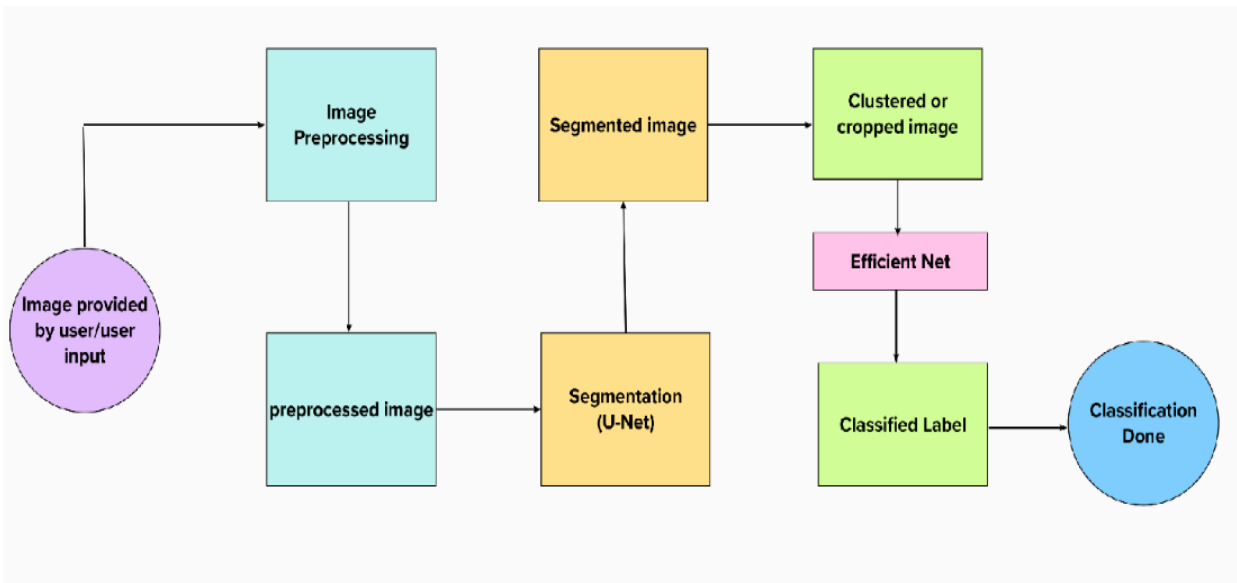 Image provided
by user/user
input
Image
Preprocessing
preprocessed image
Segmentation
(U-Net)
Segmented image
Clustered or
cropped image
Efficient Net
Classified Label
Classification
Done